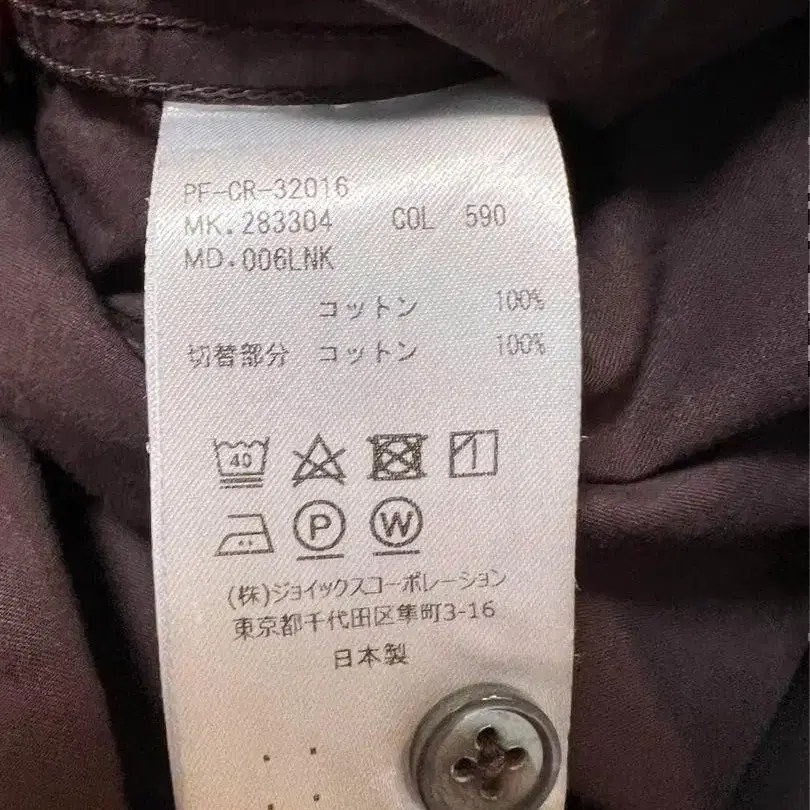 PF-CR-32016
MK.283304 COL 590
MD.006LNK
コットン 100%
切替部分 コットン 100%
40
P W
(株)ジョイックスコーポレーション
東京都千代田区隼町3-16
日本製